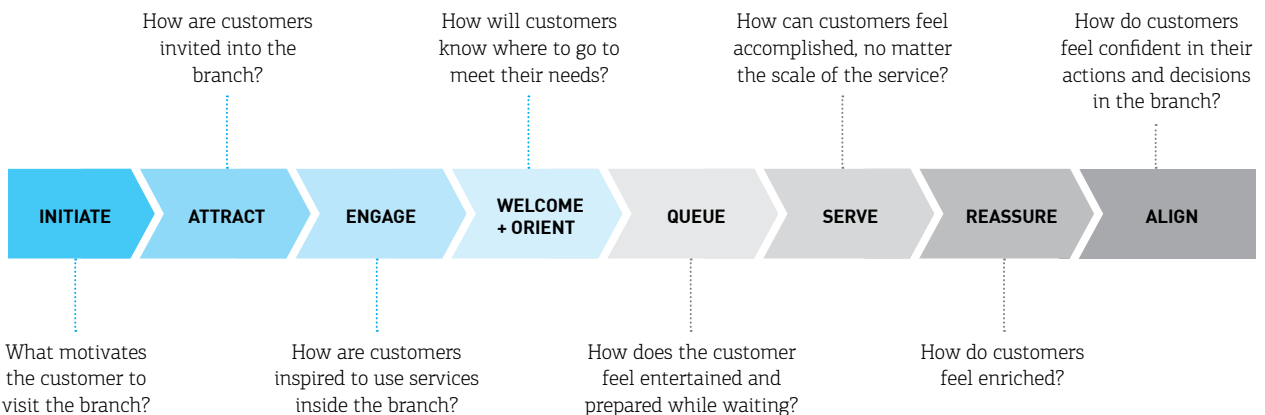 How are customers
invited into the
branch?
How will customers
know where to go to
meet their needs?
How can customers feel
accomplished, no matter
the scale of the service?
How do customers
feel confident in their
actions and decisions
in the branch?
INITIATE
ATTRACT
ENGAGE
WELCOME
+ ORIENT
QUEUE
SERVE
REASSURE
ALIGN
What motivates
the customer to
visit the branch?
How are customers
inspired to use services
inside the branch?
How does the customer
feel entertained and
prepared while waiting?
How do customers
feel enriched?